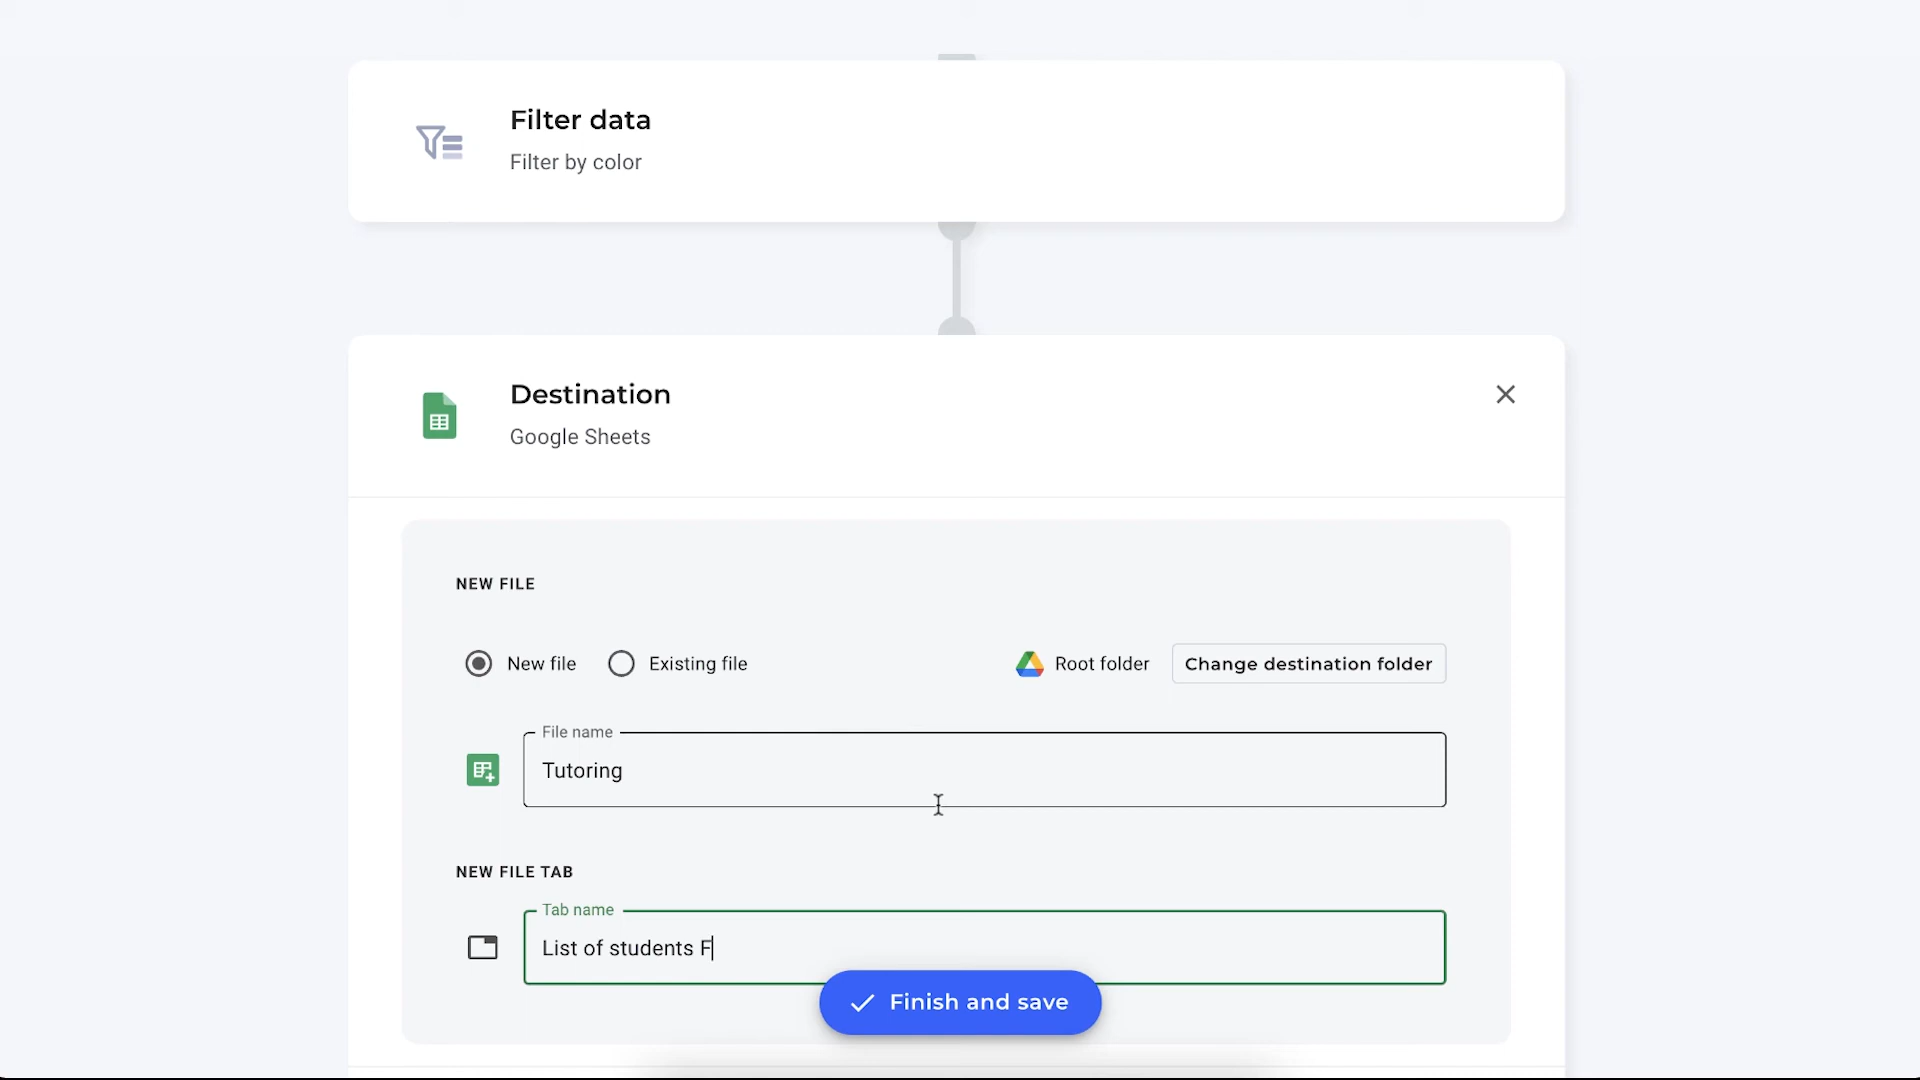 Filter data
Filter by color
Destination
Google Sheets
NEW FILE
New file Existing file Root folder Change destination folder
File name
Tutoring
NEW FILE TAB
Tab name
List of students F
Finish and save